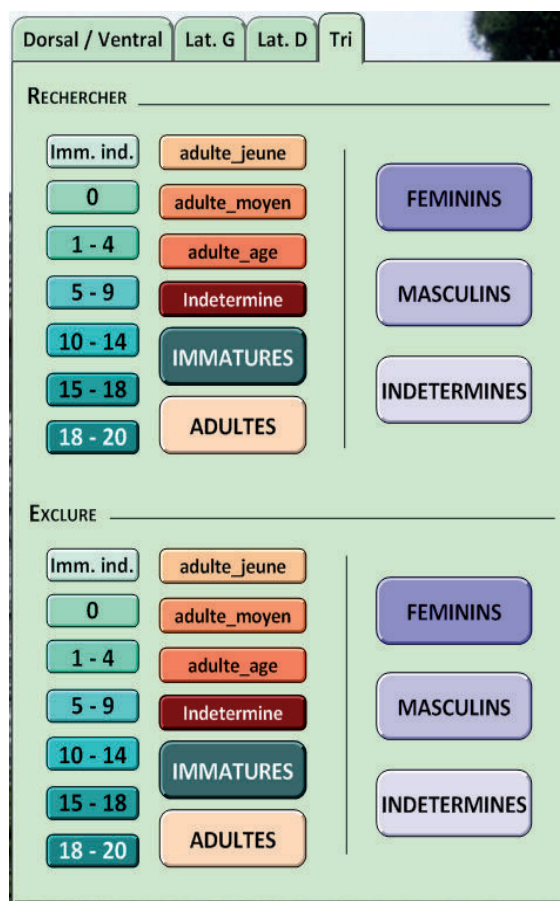 Dorsal / Ventral Lat. G Lat. D Tri
RECHERCHER
Imm. ind.
0
1 - 4
5 - 9
10 - 14
15 - 18
18 - 20
adulte_jeune
adulte_moyen
adulte_age
Indetermine
IMMATURES
ADULTES
FEMININS
MASCULINS
INDETERMINES
EXCLURE
Imm. ind.
0
1 - 4
5 - 9
10 - 14
15 - 18
18 - 20
adulte_jeune
adulte_moyen
adulte_age
Indetermine
IMMATURES
ADULTES
FEMININS
MASCULINS
INDETERMINES